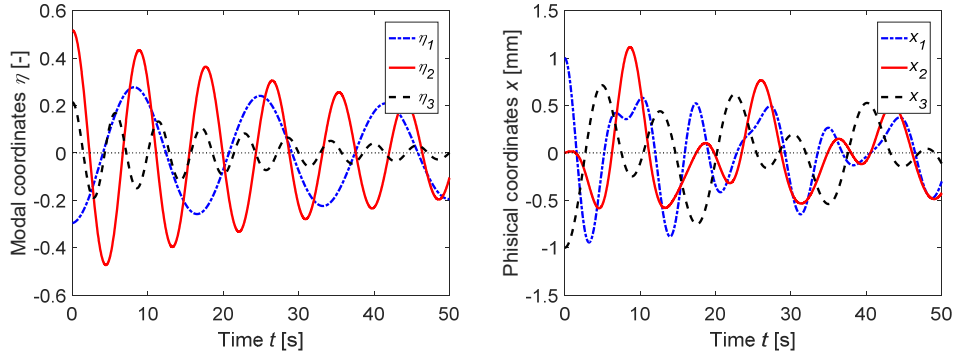 Modal coordinates η [-]
0.6
0.4
0.2
0
-0.2
-0.4
-0.6
0 10 20 30 40 50
Time t [s]
η1
η2
η3
Phisical coordinates x [mm]
1.5
1
0.5
0
-0.5
-1
-1.5
0 10 20 30 40 50
Time t [s]
x1
x2
x3